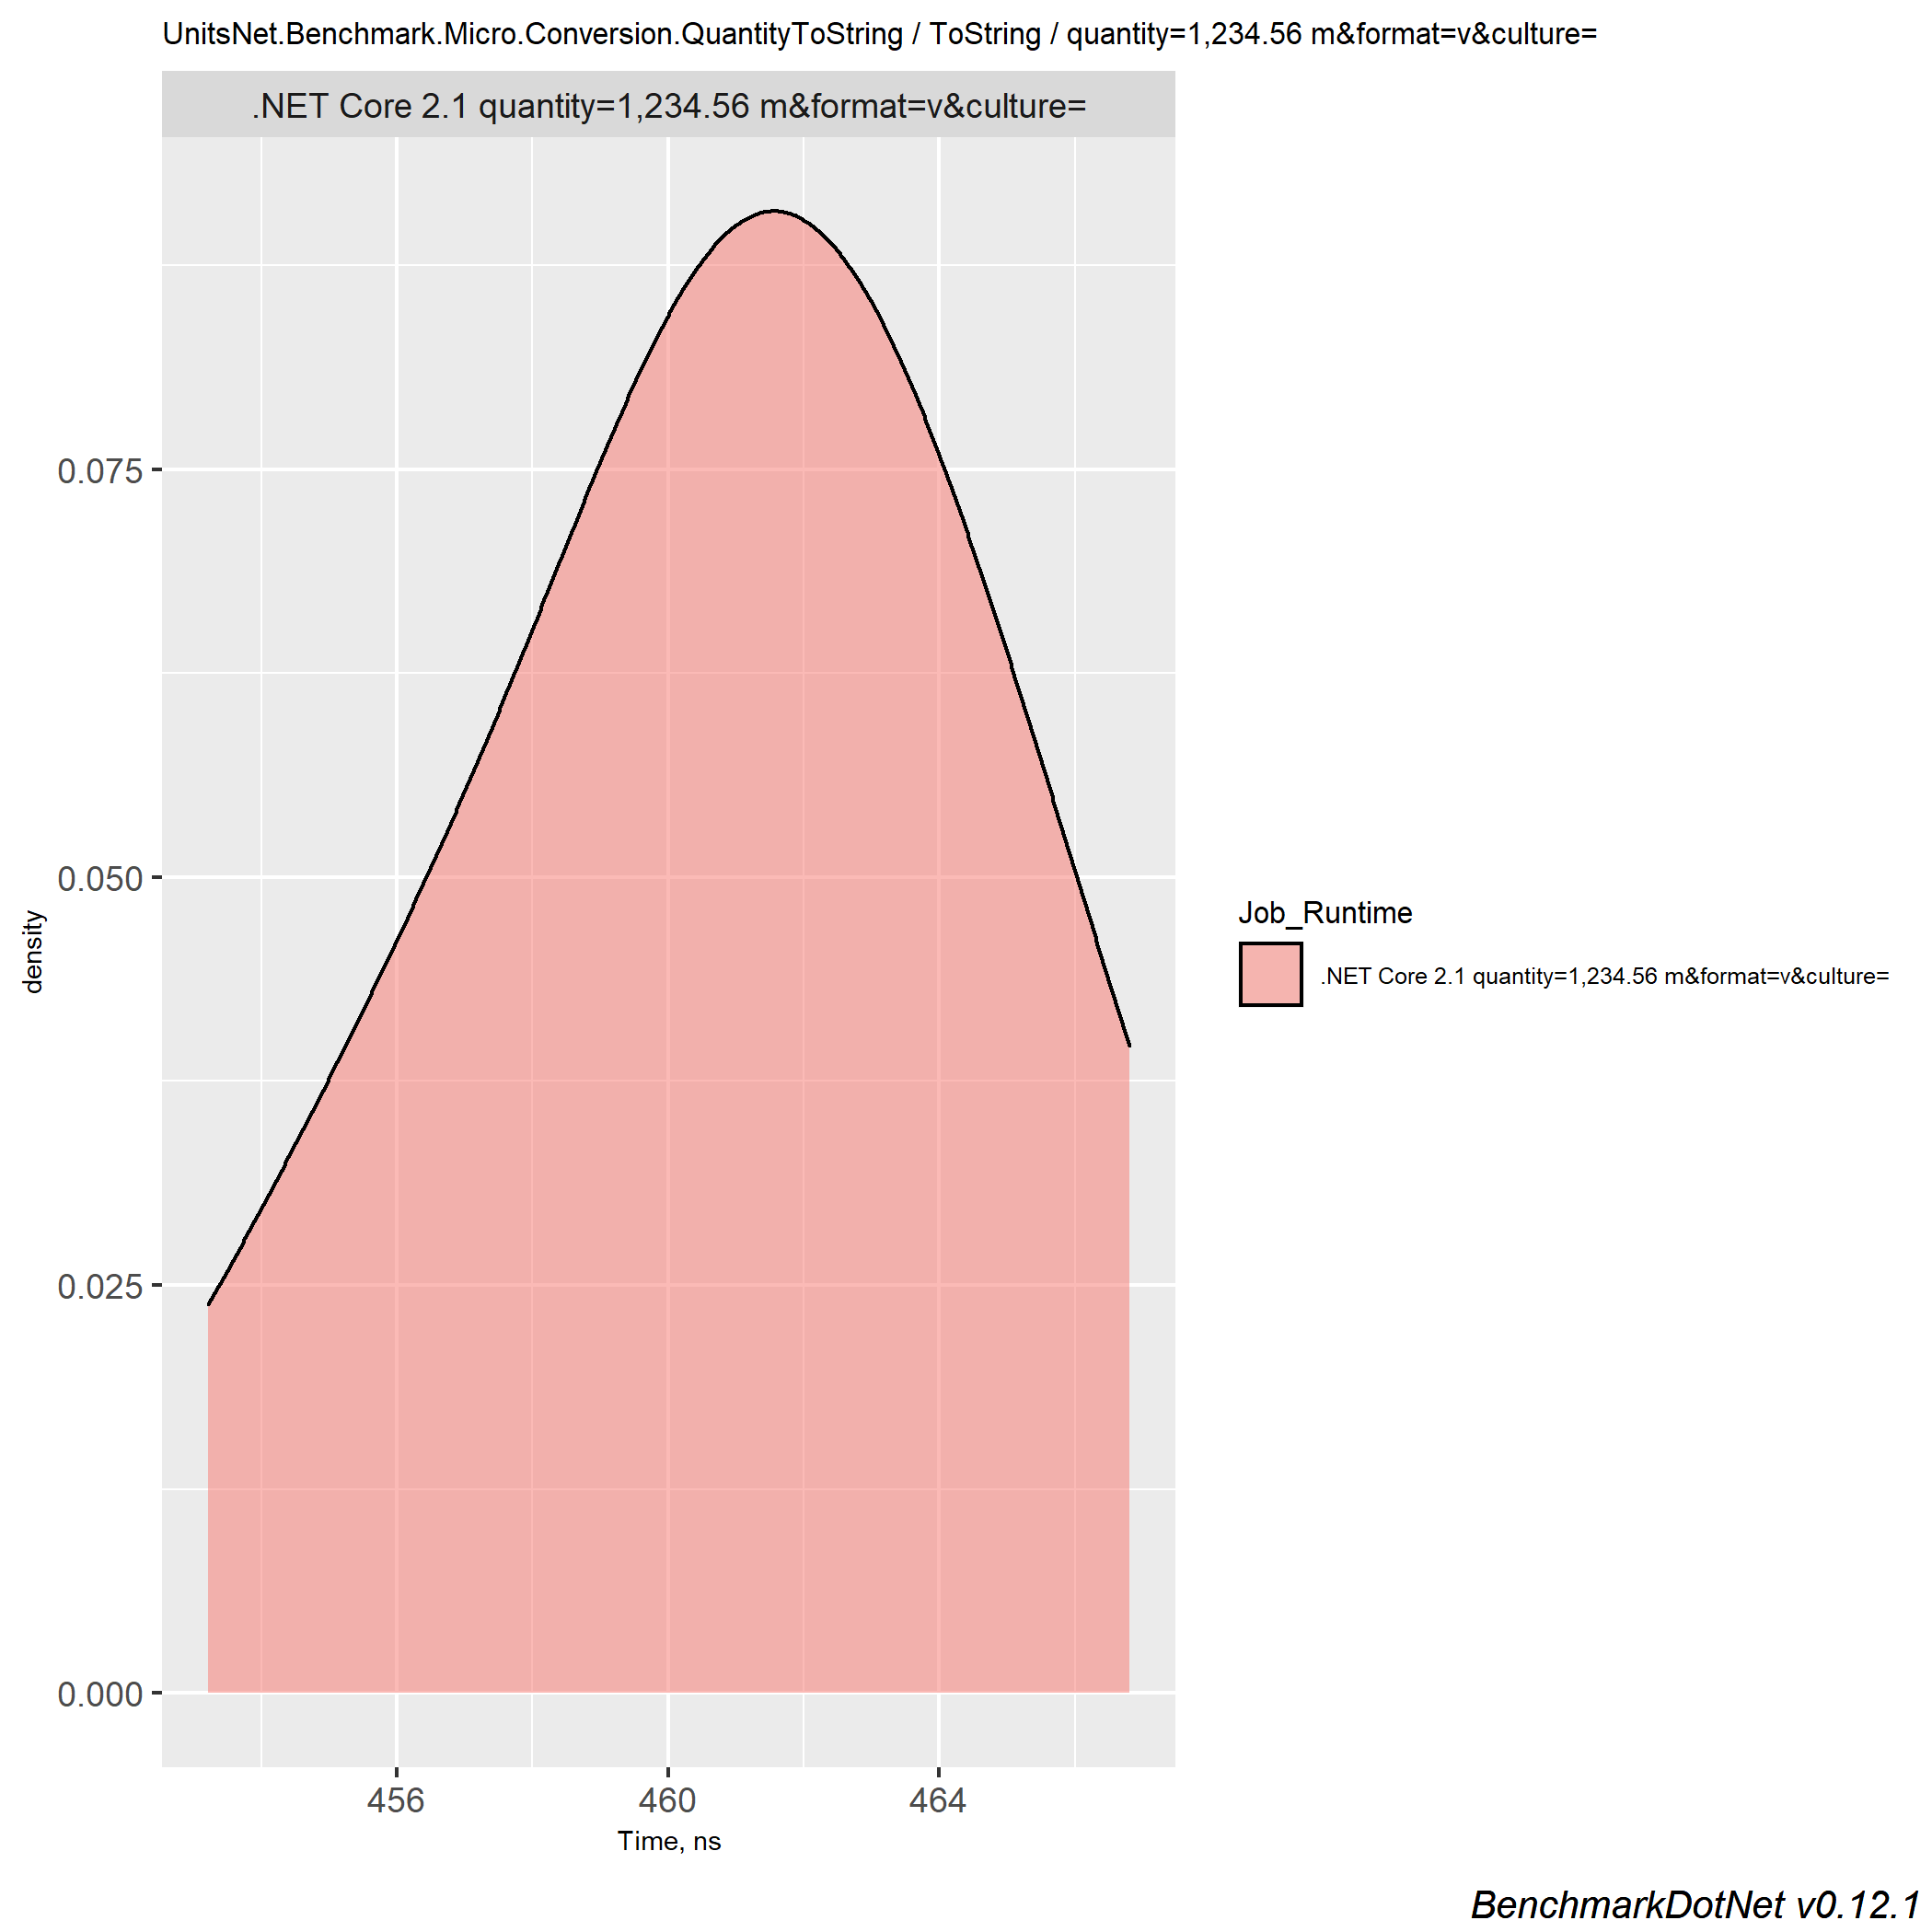 UnitsNet.Benchmark.Micro.Conversion.QuantityToString / ToString / quantity=1,234.56 m&format=v&culture=
.NET Core 2.1 quantity=1,234.56 m&format=v&culture=
0.075
0.050
0.025
0.000
density
456 460 464
Time, ns
Job_Runtime
.NET Core 2.1 quantity=1,234.56 m&format=v&culture=
BenchmarkDotNet v0.12.1